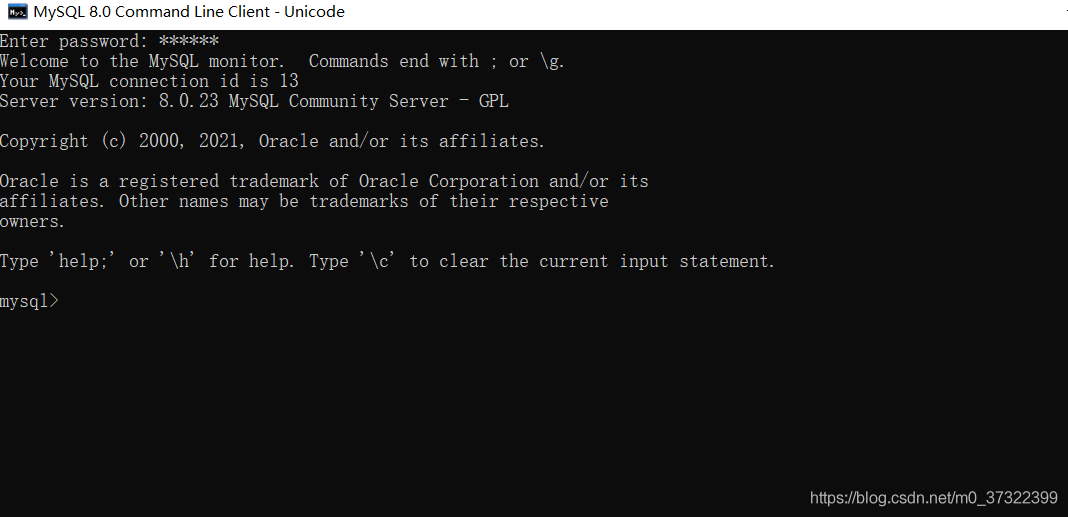 MySQL 8.0 Command Line Client - Unicode
Enter password: ******
Welcome to the MySQL monitor.  Commands end with ; or \g.
Your MySQL connection id is 13
Server version: 8.0.23 MySQL Community Server - GPL
Copyright (c) 2000, 2021, Oracle and/or its affiliates.
Oracle is a registered trademark of Oracle Corporation and/or its
affiliates. Other names may be trademarks of their respective
owners.
Type 'help;' or '\h' for help. Type '\c' to clear the current input statement.
mysql>
https://blog.csdn.net/m0_37322399